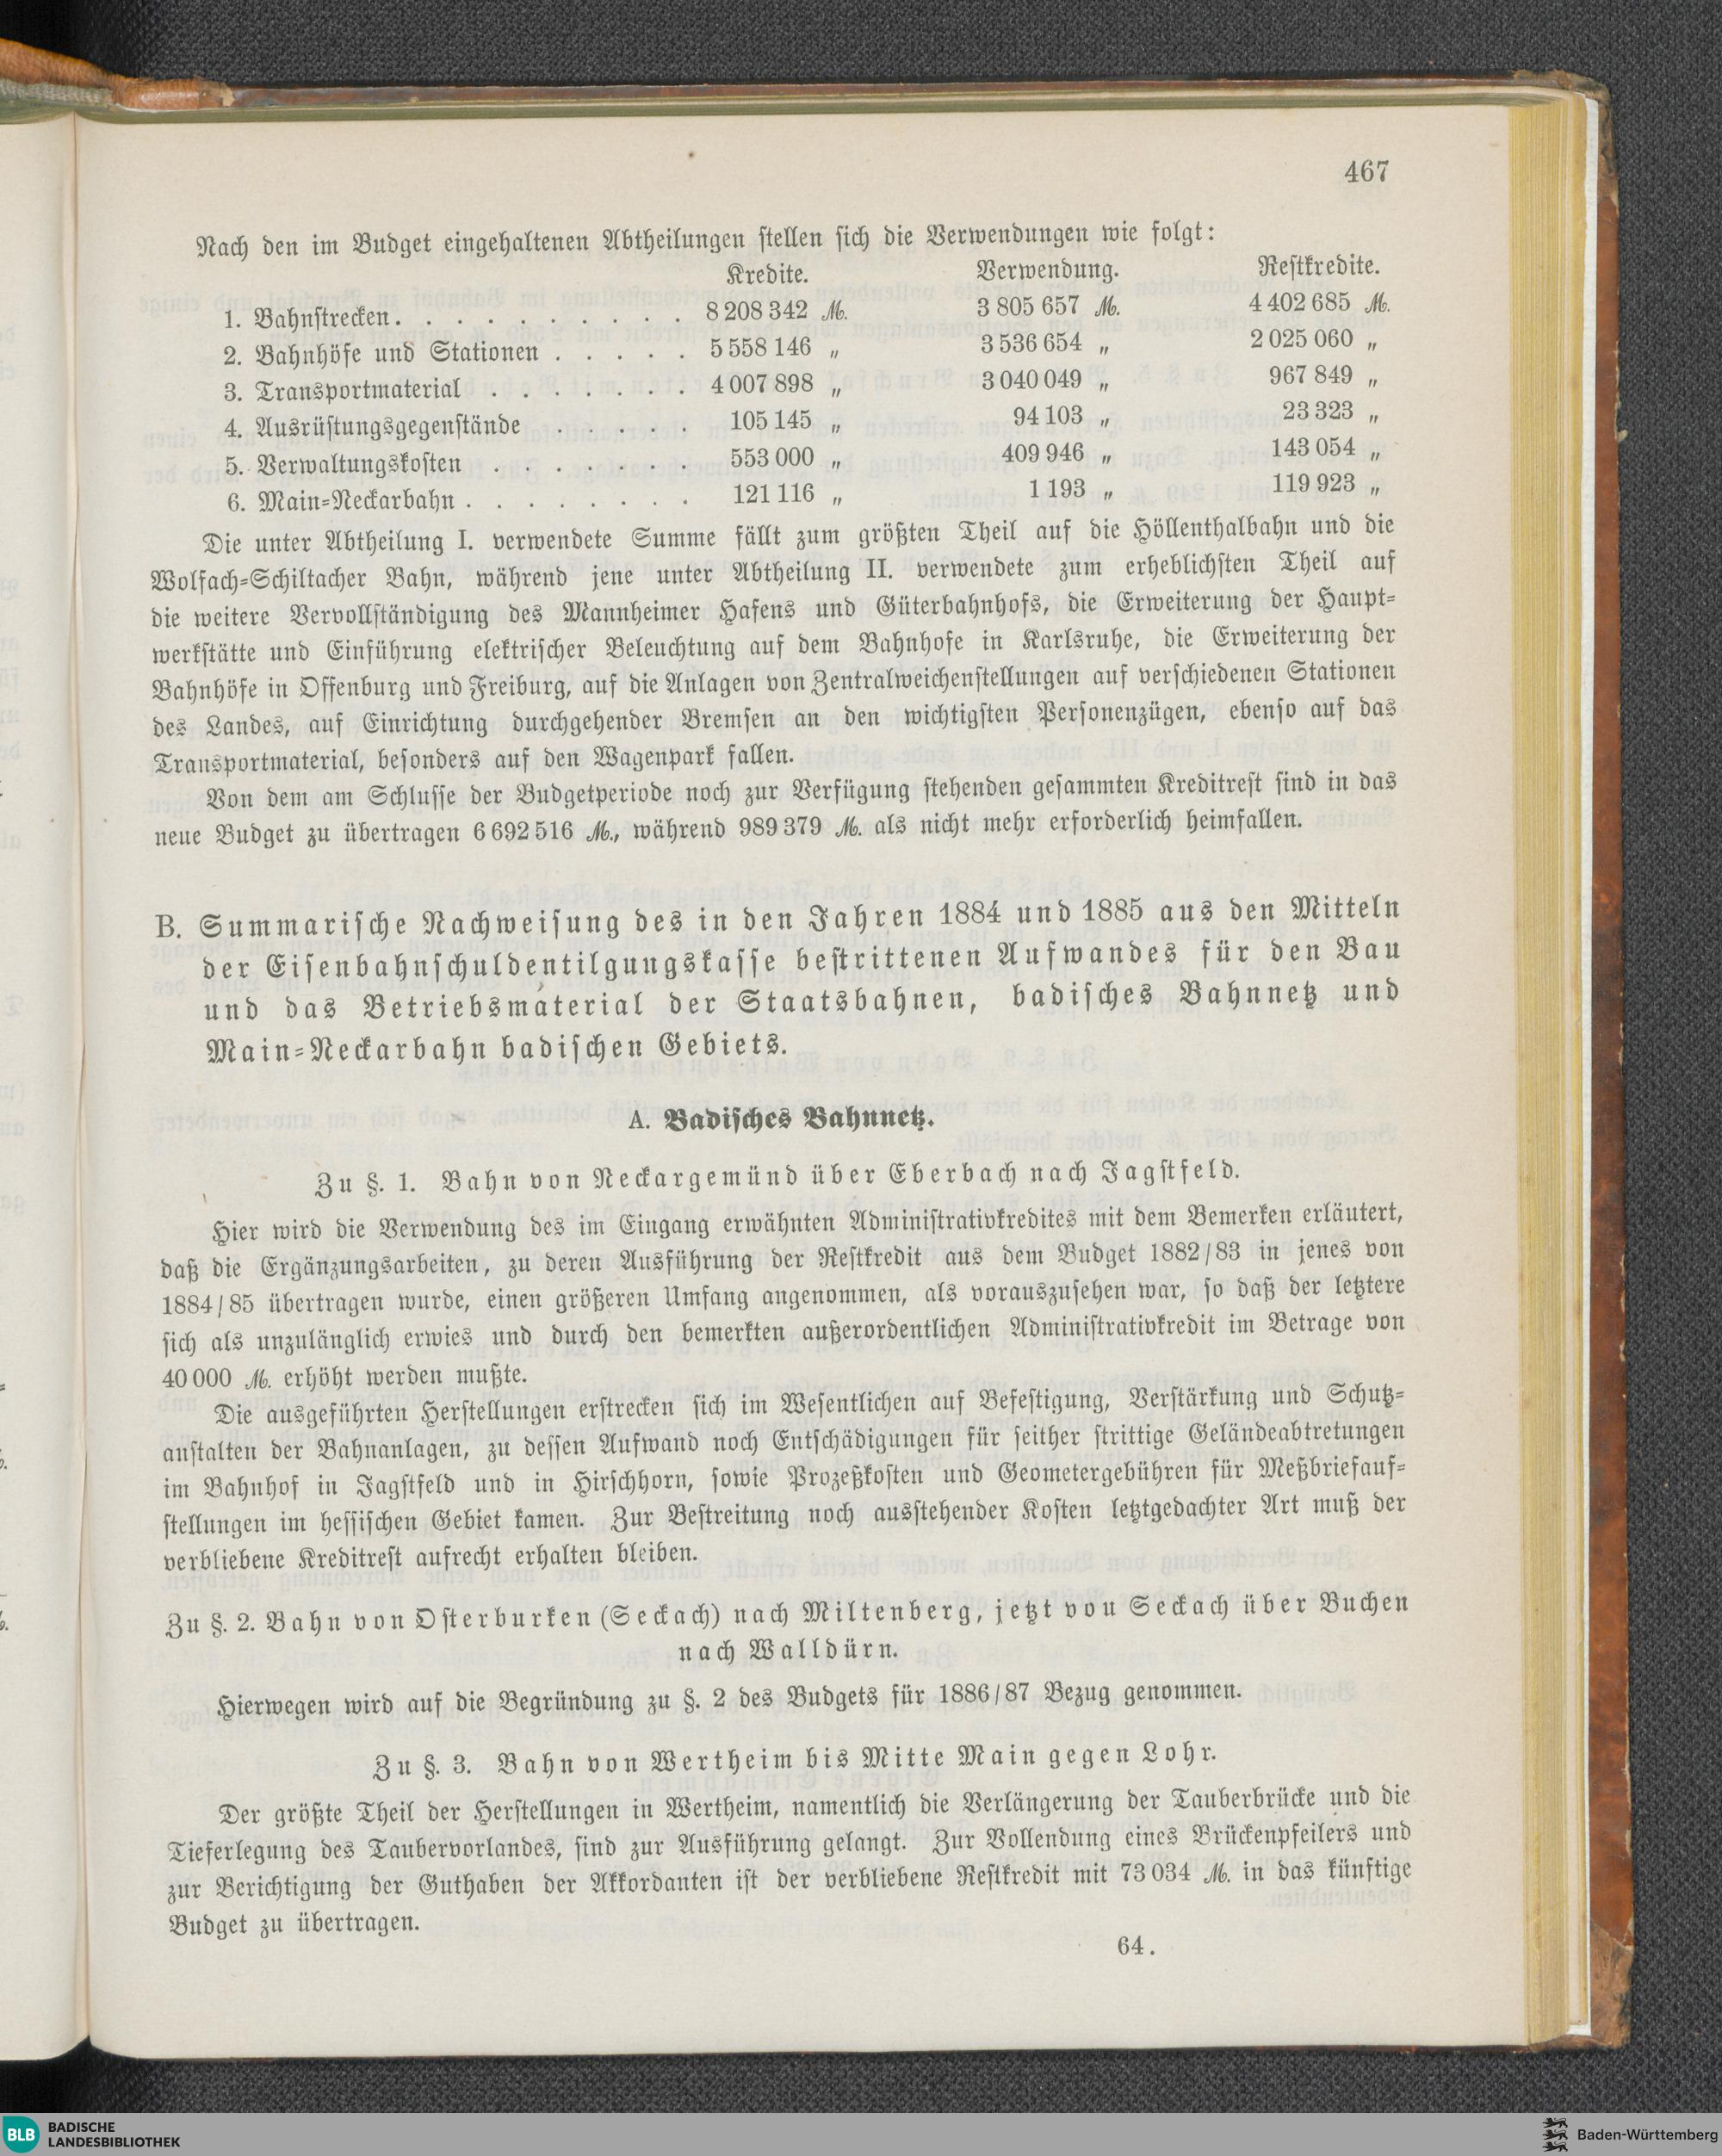 467
Nach den im Budget eingehaltenen Abtheilungen stellen sich die Verwendungen wie folgt:
Kredite. Verwendung. Restkredite.
1. Bahnstrecken . . . . . . . . . . 8 208 342 ℳ. 3 805 657 ℳ. 4 402 685 ℳ.
2. Bahnhöfe und Stationen . . . . . 5 558 146 „ 3 536 654 „ 2 025 060 „
3. Transportmaterial . . . . . . . 4 007 898 „ 3 040 049 „ 967 849 „
4. Ausrüstungsgegenstände . . . . . 105 145 „ 94 103 „ 23 323 „
5. Verwaltungskosten . . . . . . . 553 000 „ 409 946 „ 143 054 „
6. Main-Neckarbahn . . . . . . . . 121 116 „ 1 193 „ 119 923 „
Die unter Abtheilung I. verwendete Summe fällt zum größten Theil auf die Höllenthalbahn und die
Wolfach-Schiltacher Bahn, während jene unter Abtheilung II. verwendete zum erheblichsten Theil auf
die weitere Vervollständigung des Mannheimer Hafens und Güterbahnhofs, die Erweiterung der Haupt-
werkstätte und Einführung elektrischer Beleuchtung auf dem Bahnhofe in Karlsruhe, die Erweiterung der
Bahnhöfe in Offenburg und Freiburg, auf die Anlagen von Zentralweichenstellungen auf verschiedenen Stationen
des Landes, auf Einrichtung durchgehender Bremsen an den wichtigsten Personenzügen, ebenso auf das
Transportmaterial, besonders auf den Wagenpark fallen.
Von dem am Schlusse der Budgetperiode noch zur Verfügung stehenden gesammten Kreditrest sind in das
neue Budget zu übertragen 6 692 516 ℳ., während 989 379 ℳ. als nicht mehr erforderlich heimfallen.
B. Summarische Nachweisung des in den Jahren 1884 und 1885 aus den Mitteln
der Eisenbahnschuldentilgungskasse bestrittenen Aufwandes für den Bau
und das Betriebsmaterial der Staatsbahnen, badisches Bahnnetz und
Main-Neckarbahn badischen Gebiets.
A. Badisches Bahnnetz.
Zu §. 1. Bahn von Neckargemünd über Eberbach nach Jagstfeld.
Hier wird die Verwendung des im Eingang erwähnten Administrativkredites mit dem Bemerken erläutert,
daß die Ergänzungsarbeiten, zu deren Ausführung der Restkredit aus dem Budget 1882/83 in jenes von
1884/85 übertragen wurde, einen größeren Umfang angenommen, als vorauszusehen war, so daß der letztere
sich als unzulänglich erwies und durch den bemerkten außerordentlichen Administrativkredit im Betrage von
40 000 ℳ. erhöht werden mußte.
Die ausgeführten Herstellungen erstrecken sich im Wesentlichen auf Befestigung, Verstärkung und Schutz-
anstalten der Bahnanlagen, zu dessen Aufwand noch Entschädigungen für seither strittige Geländeabtretungen
im Bahnhof in Jagstfeld und in Hirschhorn, sowie Prozeßkosten und Geometergebühren für Meßbriefauf-
stellungen im hessischen Gebiet kamen. Zur Bestreitung noch ausstehender Kosten letztgedachter Art muß der
verbliebene Kreditrest aufrecht erhalten bleiben.
Zu §. 2. Bahn von Osterburken (Seckach) nach Miltenberg, jetzt vou Seckach über Buchen
nach Walldürn.
Hierwegen wird auf die Begründung zu §. 2 des Budgets für 1886/87 Bezug genommen.
Zu §. 3. Bahn von Wertheim bis Mitte Main gegen Lohr.
Der größte Theil der Herstellungen in Wertheim, namentlich die Verlängerung der Tauberbrücke und die
Tieferlegung des Taubervorlandes, sind zur Ausführung gelangt. Zur Vollendung eines Brückenpfeilers und
zur Berichtigung der Guthaben der Akkordanten ist der verbliebene Restkredit mit 73 034 ℳ. in das künftige
Budget zu übertragen.
64.
BLB BADISCHE
LANDESBIBLIOTHEK
Baden-Württemberg